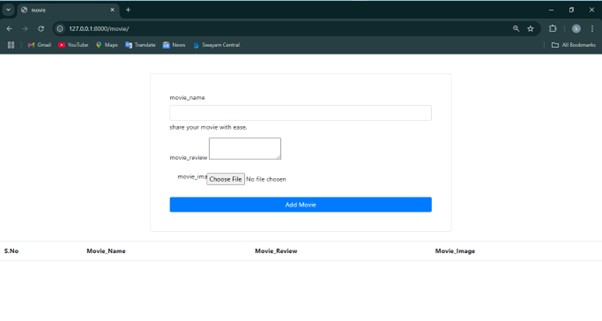 movie
127.0.0.1:8000/movie/
Gmail YouTube Maps Translate News Swayam Central All Bookmarks
movie_name
share your movie with ease.
movie_review
movie_ima Choose File No file chosen
Add Movie
S.No Movie_Name Movie_Review Movie_Image